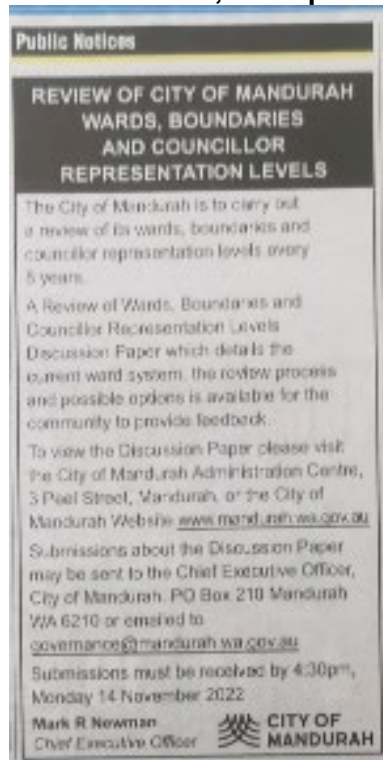 Public Notices
REVIEW OF CITY OF MANDURAH
WARDS, BOUNDARIES
AND COUNCILLOR
REPRESENTATION LEVELS
The City of Mandurah is to carry out
a review of its wards, boundaries and
councillor representation levels every
years.
A Review of Wards, Boundaries and
Councillor Representation Levels
Discussion Paper which details the
current ward system, the review process
and possible options is available for the
community to provide feedback.
To view the Discussion Paper please visit
the City of Mandurah Administration Centre,
3 Peel Street, Mandurah, or the City of
Mandurah Website www.mandurah.wa.gov.au
Submissions about the Discussion Paper
may be sent to the Chief Executive Officer,
City of Mandurah, PO Box 210 Mandurah
WA 6210 or emailed to
governance@mandurah.wa.gov.au
Submissions must be received by 4:30pm,
Monday 14 November 2022
Mark R Newman
Chief Executive Officer
CITY OF
MANDURAH